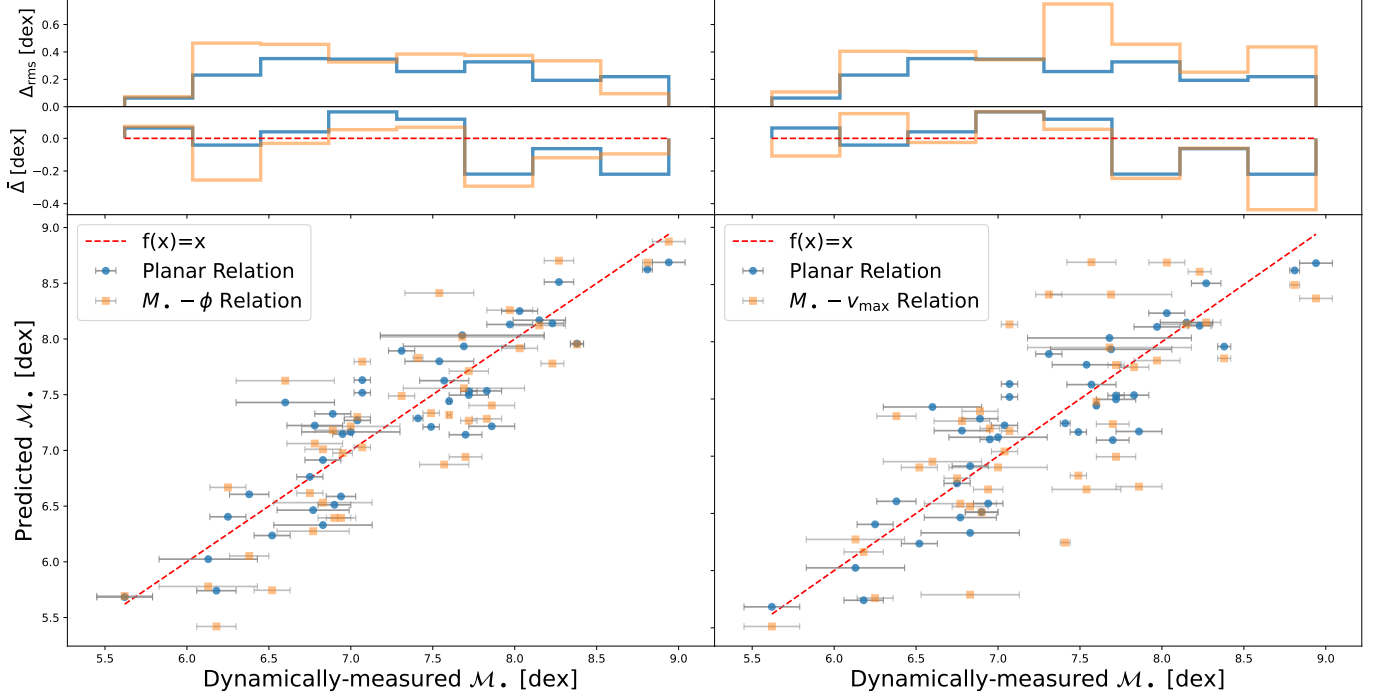 0.6
0.4
0.2
0.0
Δrms [dex]
0.0
−0.2
−0.4
Δ̄ [dex]
9.0
8.5
8.0
7.5
7.0
6.5
6.0
5.5
Predicted ℳ• [dex]
f(x)=x
Planar Relation
M• − ϕ Relation
f(x)=x
Planar Relation
M• − vmax Relation
5.5 6.0 6.5 7.0 7.5 8.0 8.5 9.0
5.5 6.0 6.5 7.0 7.5 8.0 8.5 9.0
Dynamically-measured ℳ• [dex]
Dynamically-measured ℳ• [dex]